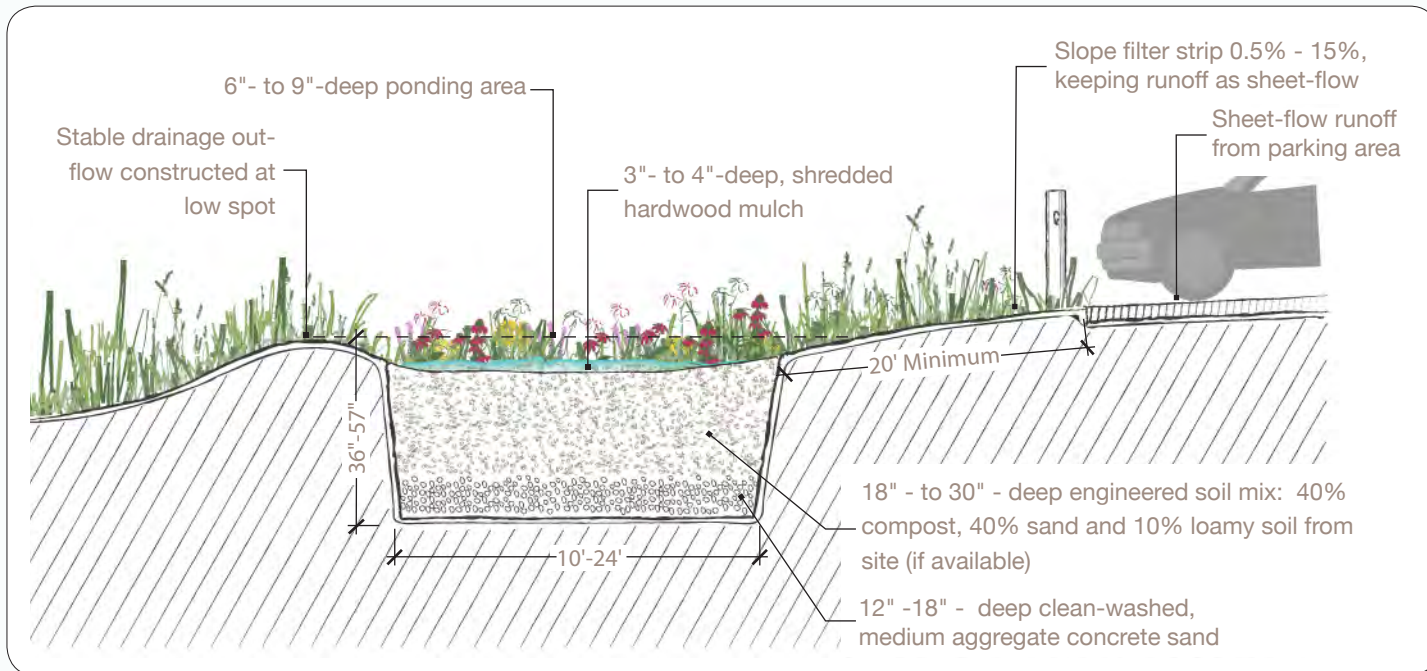 Slope filter strip 0.5% - 15%,
keeping runoff as sheet-flow
6"- to 9"-deep ponding area
Sheet-flow runoff
from parking area
Stable drainage out-
flow constructed at
low spot
3"- to 4"-deep, shredded
hardwood mulch
20' Minimum
36"-57"
18" - to 30" - deep engineered soil mix:  40%
compost, 40% sand and 10% loamy soil from
site (if available)
10'-24'
12" -18" -  deep clean-washed,
medium aggregate concrete sand